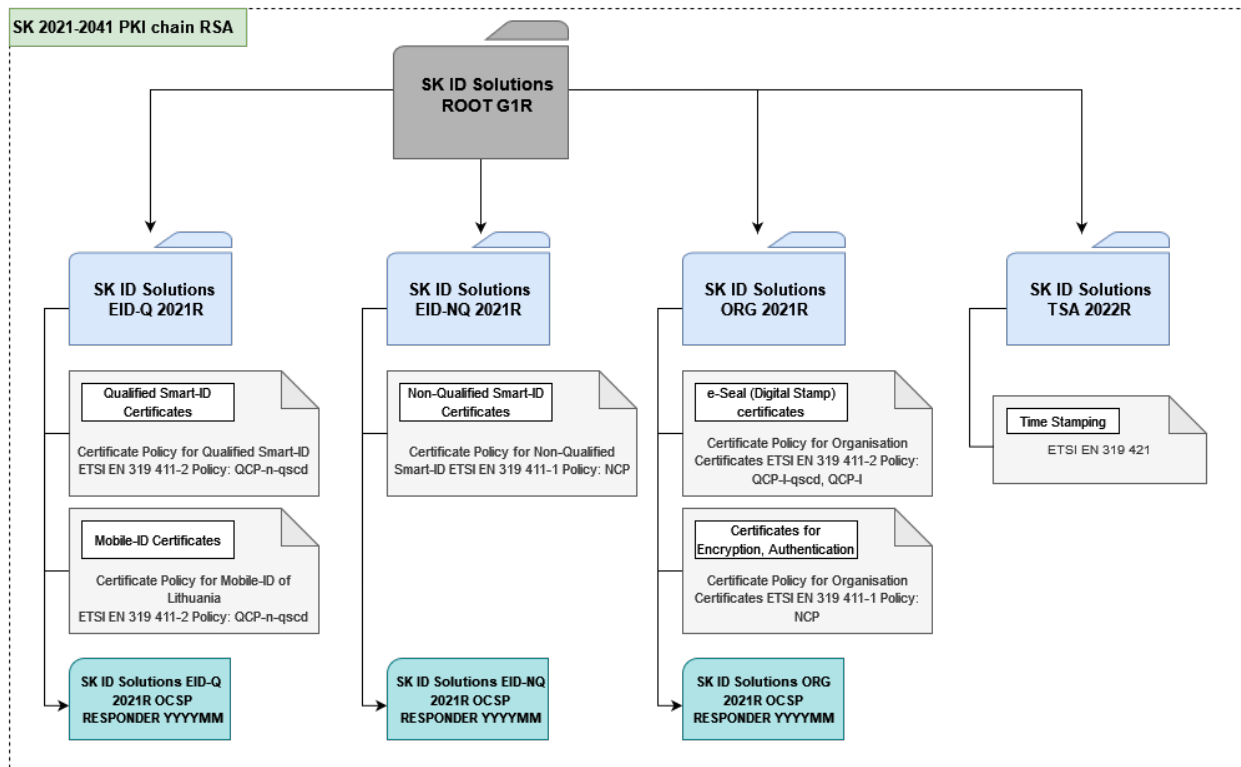 SK 2021-2041 PKI chain RSA
SK ID Solutions
ROOT G1R
SK ID Solutions
EID-Q 2021R
SK ID Solutions
EID-NQ 2021R
SK ID Solutions
ORG 2021R
SK ID Solutions
TSA 2022R
Qualified Smart-ID
Certificates
Certificate Policy for Qualified Smart-ID
ETSI EN 319 411-2 Policy: QCP-n-qscd
Non-Qualified Smart-ID
Certificates
Certificate Policy for Non-Qualified
Smart-ID ETSI EN 319 411-1 Policy: NCP
e-Seal (Digital Stamp)
certificates
Certificate Policy for Organisation
Certificates ETSI EN 319 411-2 Policy:
QCP-l-qscd, QCP-l
Time Stamping
ETSI EN 319 421
Mobile-ID Certificates
Certificate Policy for Mobile-ID of
Lithuania
ETSI EN 319 411-2 Policy: QCP-n-qscd
Certificates for
Encryption, Authentication
Certificate Policy for Organisation
Certificates ETSI EN 319 411-1 Policy:
NCP
SK ID Solutions EID-Q
2021R OCSP
RESPONDER YYYYMM
SK ID Solutions EID-NQ
2021R OCSP
RESPONDER YYYYMM
SK ID Solutions ORG
2021R OCSP
RESPONDER YYYYMM